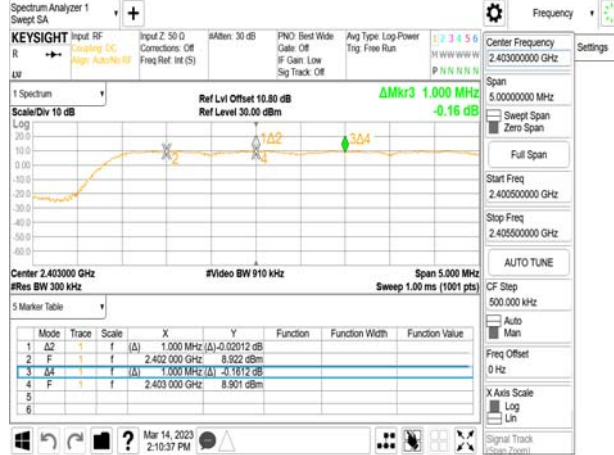 Spectrum Analyzer 1
Swept SA
+
Frequency
Settings
KEYSIGHT Input: RF
R
Coupling: DC
Align: Auto/No RF
Input Z: 50 Ω
Corrections: Off
Freq Ref: Int (S)
#Atten: 30 dB
PNO: Best Wide
Gate: Off
IF Gain: Low
Sig Track: Off
Avg Type: Log-Power
Trig: Free Run
1 2 3 4 5 6
M W W W W W
P N N N N N
1 Spectrum
Scale/Div 10 dB
Ref Lvl Offset 10.80 dB
Ref Level 30.00 dBm
ΔMkr3 1.000 MHz
-0.16 dB
Log
20.0
10.0
0.00
-10.0
-20.0
-30.0
-40.0
-50.0
-60.0
2
1Δ2
4
3Δ4
Center 2.403000 GHz
#Res BW 300 kHz
#Video BW 910 kHz
Span 5.000 MHz
Sweep 1.00 ms (1001 pts)
5 Marker Table
Mode Trace Scale X Y Function Function Width Function Value
1 Δ2 1 f (Δ) 1.000 MHz (Δ) -0.02012 dB
2 F 1 f 2.402 000 GHz 8.922 dBm
3 Δ4 1 f (Δ) 1.000 MHz (Δ) -0.1612 dB
4 F 1 f 2.403 000 GHz 8.901 dBm
5
6
Mar 14, 2023
2:10:37 PM
Center Frequency
2.403000000 GHz
Span
5.00000000 MHz
Swept Span
Zero Span
Full Span
Start Freq
2.400500000 GHz
Stop Freq
2.405500000 GHz
AUTO TUNE
CF Step
500.000 kHz
Auto
Man
Freq Offset
0 Hz
X Axis Scale
Log
Lin
Signal Track
(Span Zoom)